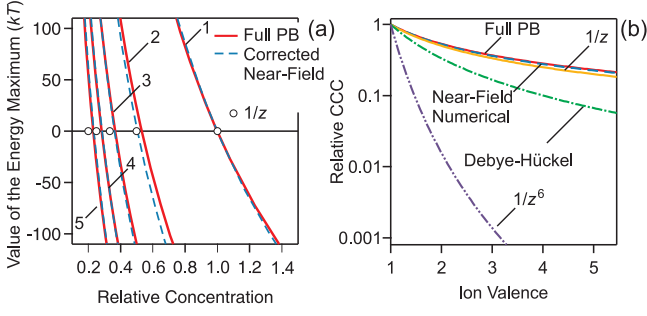 (a)
Value of the Energy Maximum (kT)
100
50
0
-50
-100
0.2 0.4 0.6 0.8 1.0 1.2 1.4
Relative Concentration
1
2
3
4
5
Full PB
Corrected
Near-Field
1/z
(b)
Relative CCC
1
0.1
0.01
0.001
1 2 3 4 5
Ion Valence
Full PB
1/z
Near-Field
Numerical
Debye-Hückel
1/z⁶